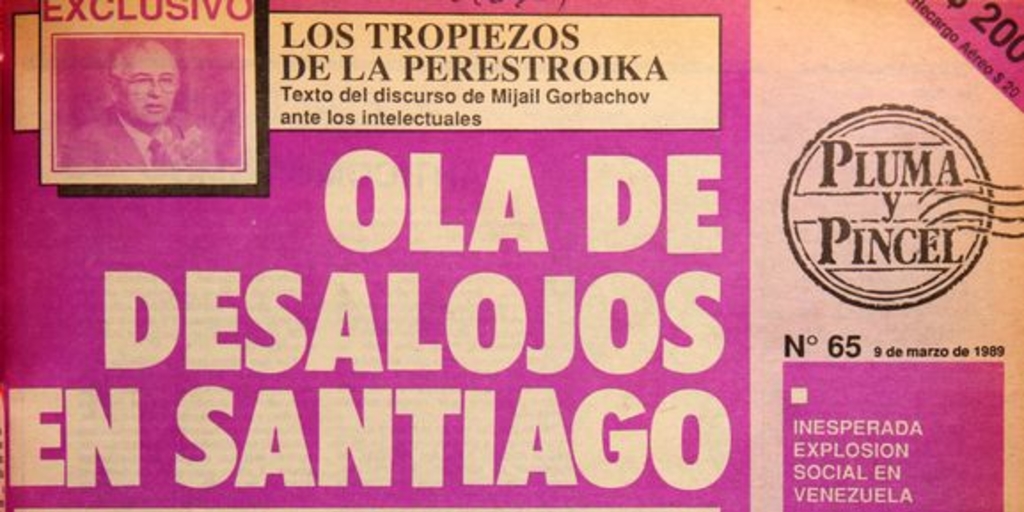 EXCLUSIVO
LOS TROPIEZOS
DE LA PERESTROIKA
Texto del discurso de Mijail Gorbachov
ante los intelectuales
$ 200
Recargo Aéreo $ 20
OLA DE
DESALOJOS
EN SANTIAGO
PLUMA
y
PINCEL
N° 65 9 de marzo de 1989
INESPERADA
EXPLOSION
SOCIAL EN
VENEZUELA